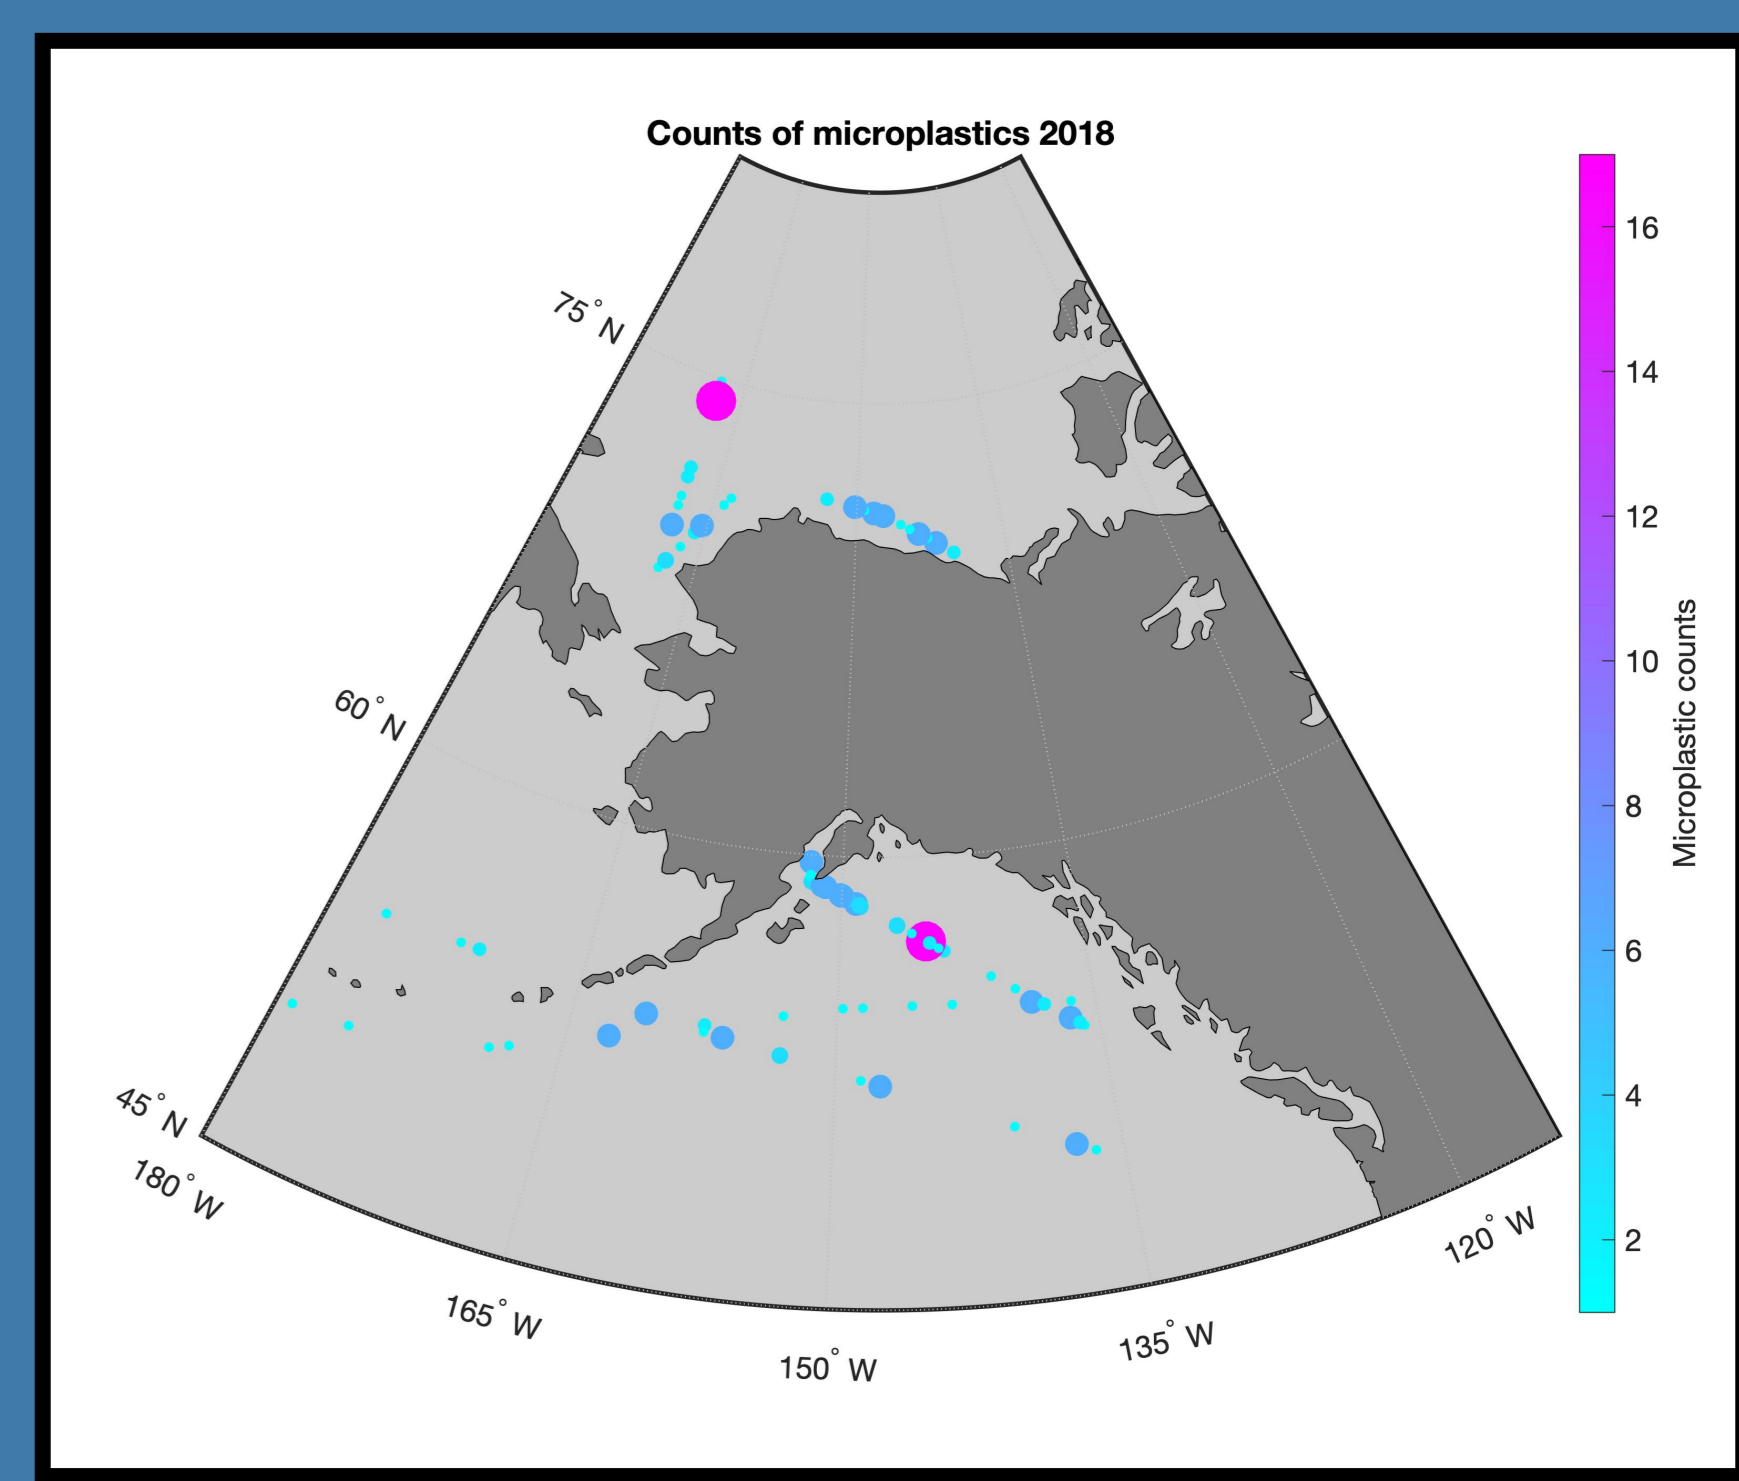 Counts of microplastics 2018
75° N
60° N
45° N
180° W
165° W
150° W
135° W
120° W
16
14
12
10
8
6
4
2
Microplastic counts